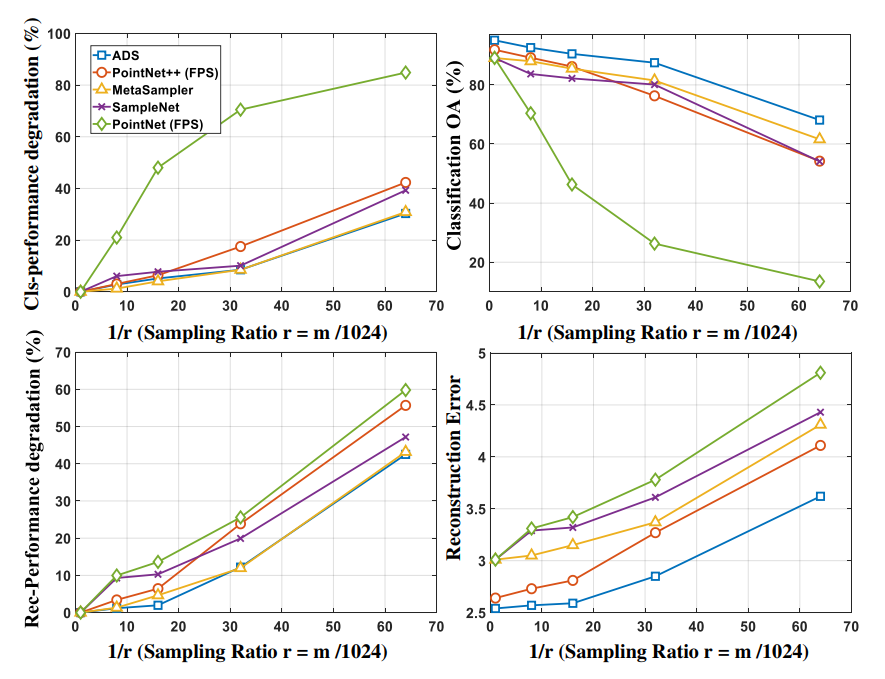 Cls-performance degradation (%)
100
80
60
40
20
0
ADS
PointNet++ (FPS)
MetaSampler
SampleNet
PointNet (FPS)
0 10 20 30 40 50 60 70
1/r (Sampling Ratio r = m /1024)
Classification OA (%)
80
60
40
20
0 10 20 30 40 50 60 70
1/r (Sampling Ratio r = m /1024)
Rec-Performance degradation (%)
70
60
50
40
30
20
10
0
0 10 20 30 40 50 60 70
1/r (Sampling Ratio r = m /1024)
Reconstruction Error
5
4.5
4
3.5
3
2.5
0 10 20 30 40 50 60 70
1/r (Sampling Ratio r = m /1024)